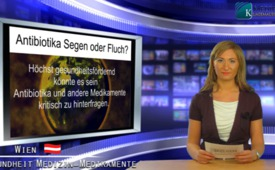 Antibiotika Segen oder Fluch?
Höchst gesundheitsfördernd
könnte es sein,
Antibiotika und andere Medikamente
kritisch zu hinterfragen.
WIEN
UNDHEIT MEDIZIN MEDIKAMENTE
K